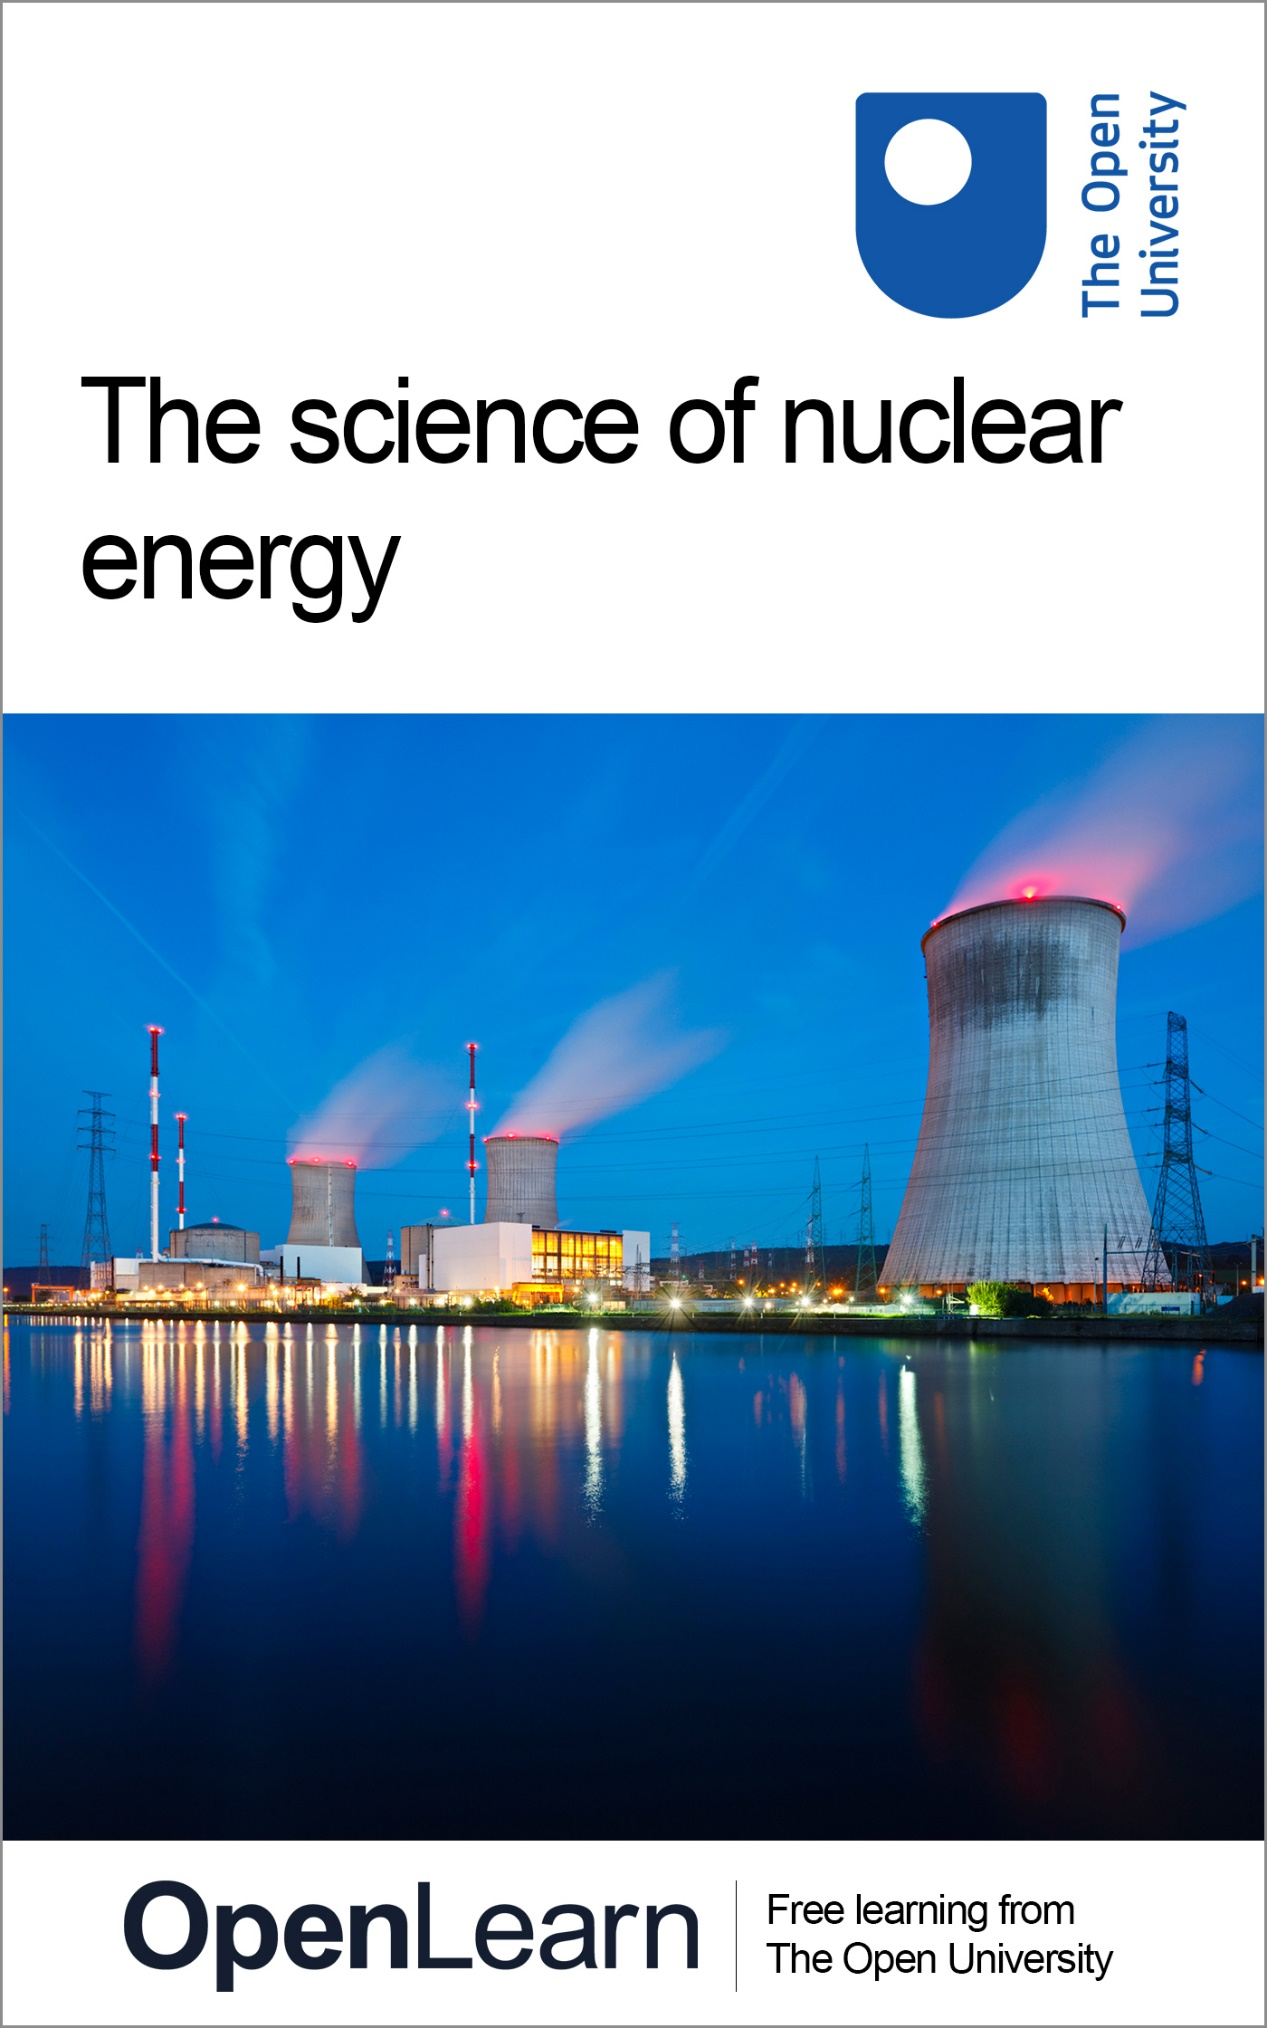 The Open
University
The science of nuclear
energy
OpenLearn
Free learning from
The Open University